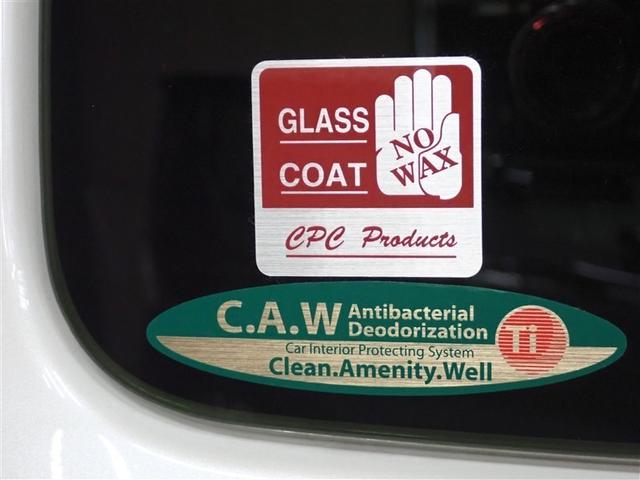 GLASS
COAT
NO
WAX
CPC Products
C.A.W Antibacterial
Deodorization
Ti
Car Interior Protecting System
Clean.Amenity.Well